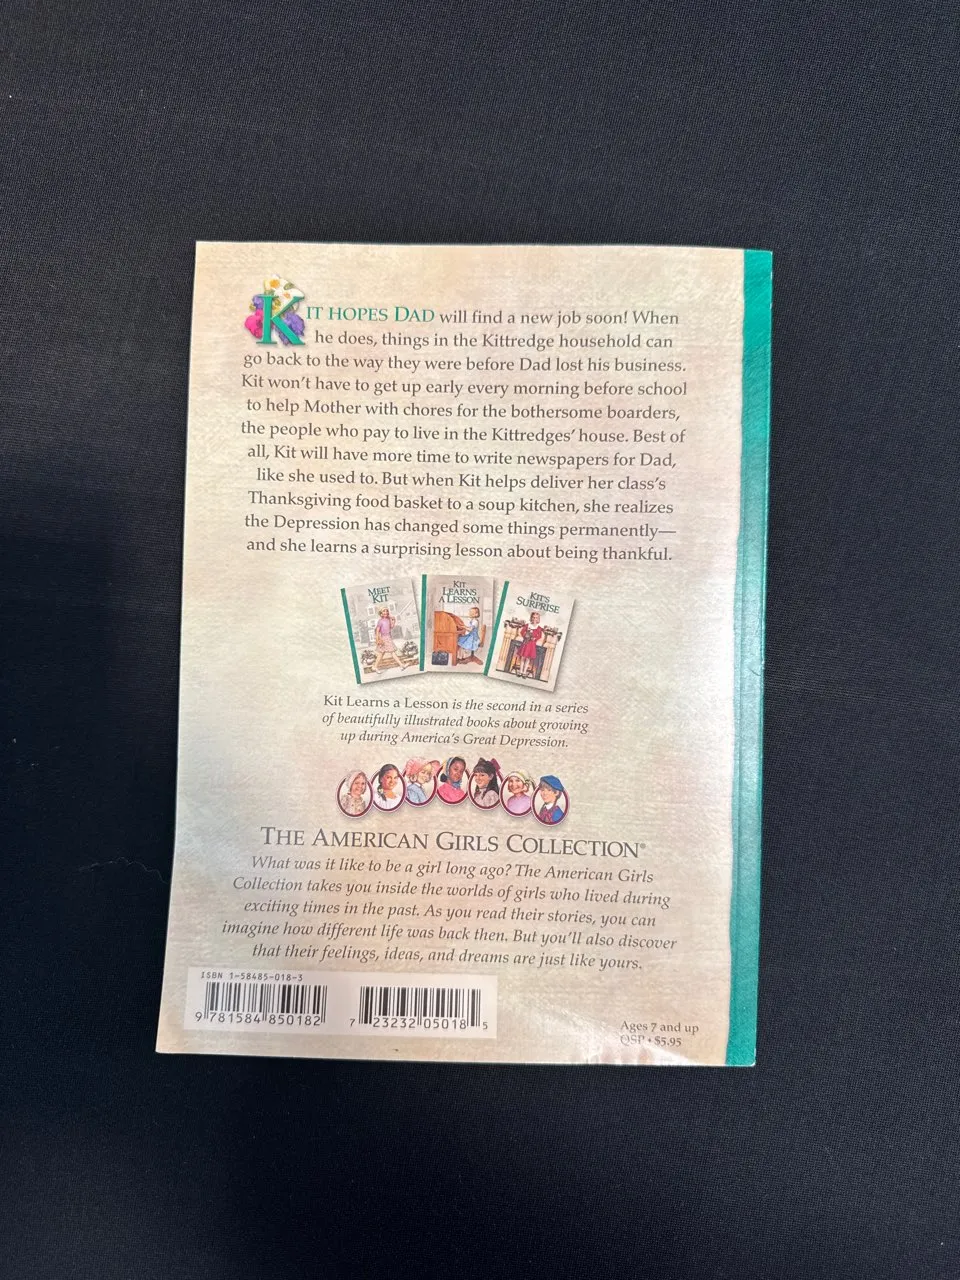 KIT HOPES DAD will find a new job soon! When
he does, things in the Kittredge household can
go back to the way they were before Dad lost his business.
Kit won't have to get up early every morning before school
to help Mother with chores for the bothersome boarders,
the people who pay to live in the Kittredges' house. Best of
all, Kit will have more time to write newspapers for Dad,
like she used to. But when Kit helps deliver her class's
Thanksgiving food basket to a soup kitchen, she realizes
the Depression has changed some things permanently—
and she learns a surprising lesson about being thankful.
MEET
KIT
KIT
LEARNS
A LESSON
KIT'S
SURPRISE
Kit Learns a Lesson is the second in a series
of beautifully illustrated books about growing
up during America's Great Depression.
THE AMERICAN GIRLS COLLECTION®
What was it like to be a girl long ago? The American Girls
Collection takes you inside the worlds of girls who lived during
exciting times in the past. As you read their stories, you can
imagine how different life was back then. But you'll also discover
that their feelings, ideas, and dreams are just like yours.
ISBN 1-58485-018-3
9 781584 850182
7 23232 05018 5
Ages 7 and up
QSP • $5.95